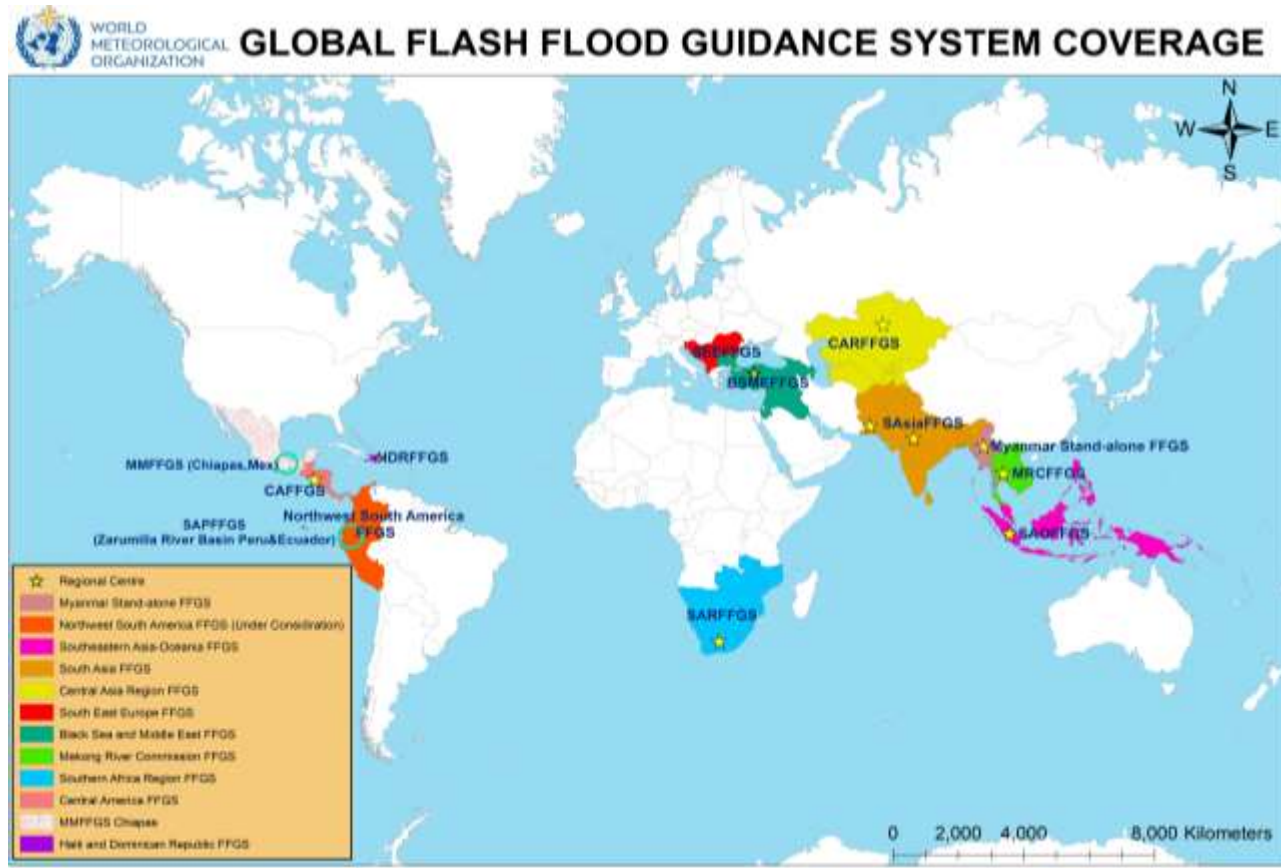 WORLD
METEOROLOGICAL
ORGANIZATION
GLOBAL FLASH FLOOD GUIDANCE SYSTEM COVERAGE
N
W E
S
CARFFGS
SEEFFGS
BSMEFFGS
SAsiaFFGS
Myanmar Stand-alone FFGS
MRCFFGS
SAOFFGS
HDRFFGS
MMFFGS (Chiapas,Mex)
CAFFGS
Northwest South America
FFGS
SAPFFGS
(Zarumilla River Basin Peru&Ecuador)
SARFFGS
Regional Centre
Myanmar Stand-alone FFGS
Northwest South America FFGS (Under Considiration)
Southeastern Asia-Oceania FFGS
South Asia FFGS
Central Asia Region FFGS
South East Europe FFGS
Black Sea and Middle East FFGS
Mekong River Commission FFGS
Southern Africa Region FFGS
Central America FFGS
MMFFGS Chiapas
Haiti and Dominican Republic FFGS
0 2,000 4,000 8,000 Kilometers